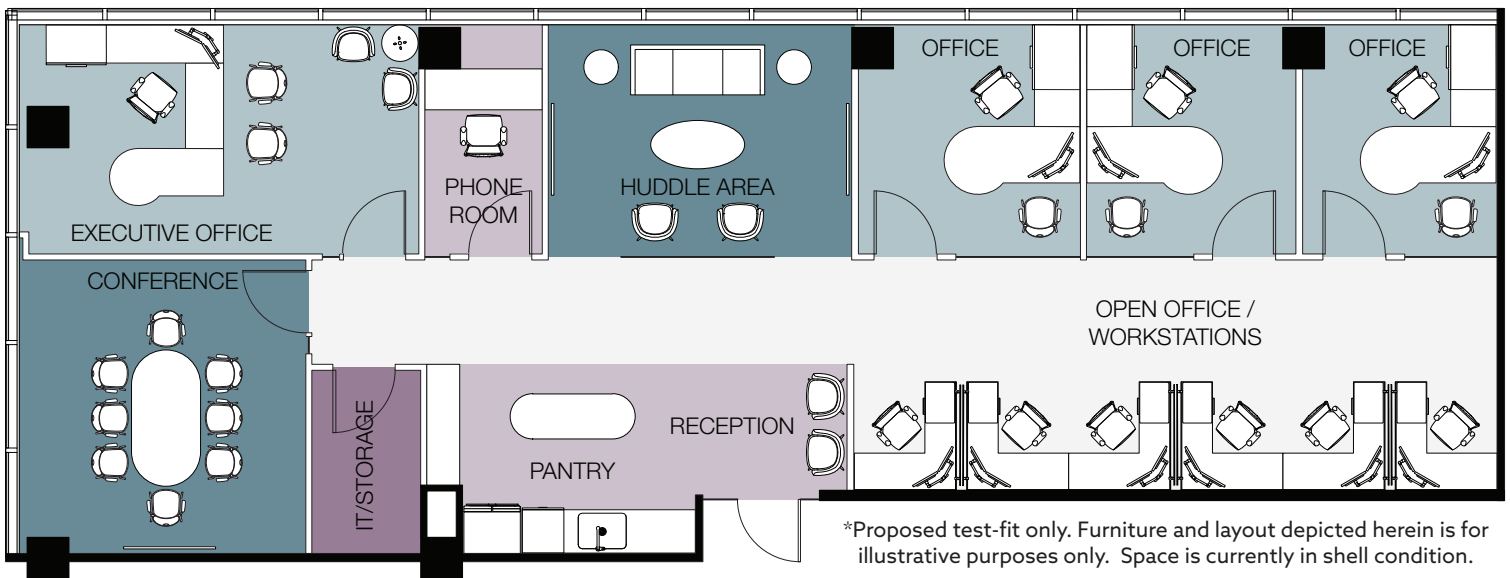 OFFICE
OFFICE
OFFICE
PHONE
ROOM
HUDDLE AREA
EXECUTIVE OFFICE
CONFERENCE
OPEN OFFICE /
WORKSTATIONS
IT/STORAGE
RECEPTION
PANTRY
*Proposed test-fit only. Furniture and layout depicted herein is for
illustrative purposes only. Space is currently in shell condition.